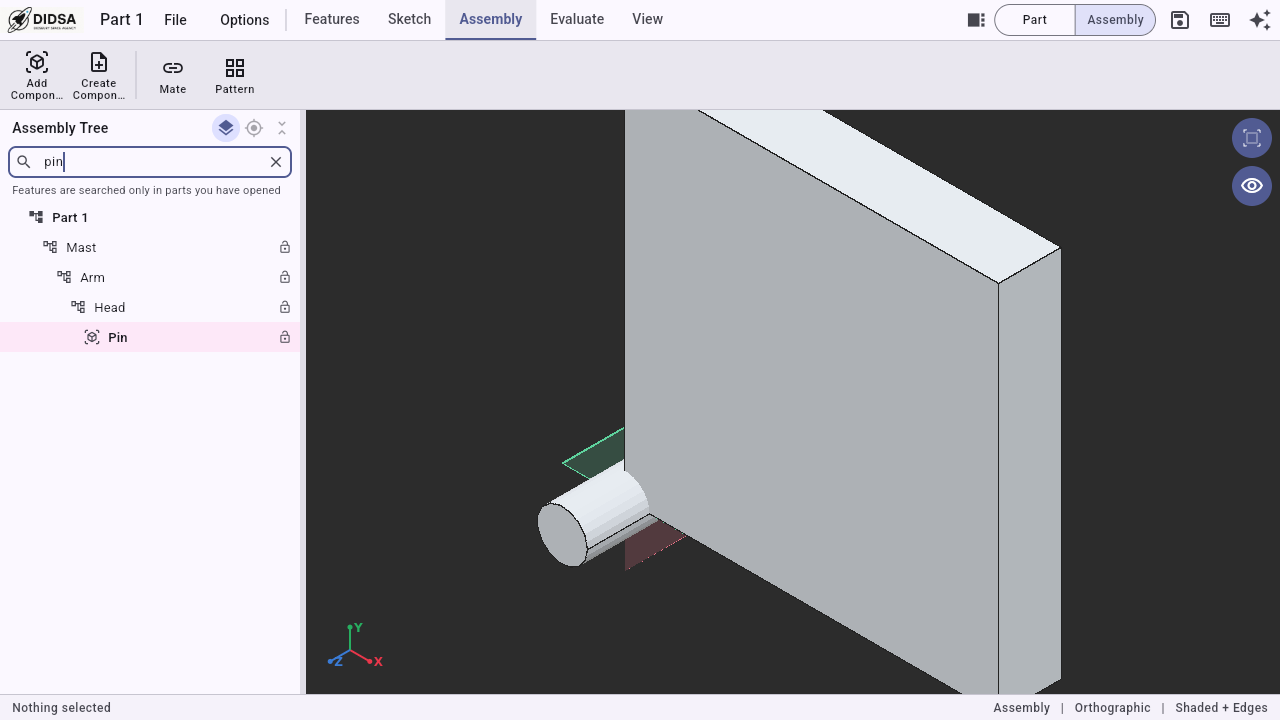 DIDSA
Part 1
File
Options
Features
Sketch
Assembly
Evaluate
View
Part
Assembly
Add
Compon...
Create
Compon...
Mate
Pattern
Assembly Tree
pin
Features are searched only in parts you have opened
Part 1
Mast
Arm
Head
Pin
Y
Z
X
Nothing selected
Assembly | Orthographic | Shaded + Edges